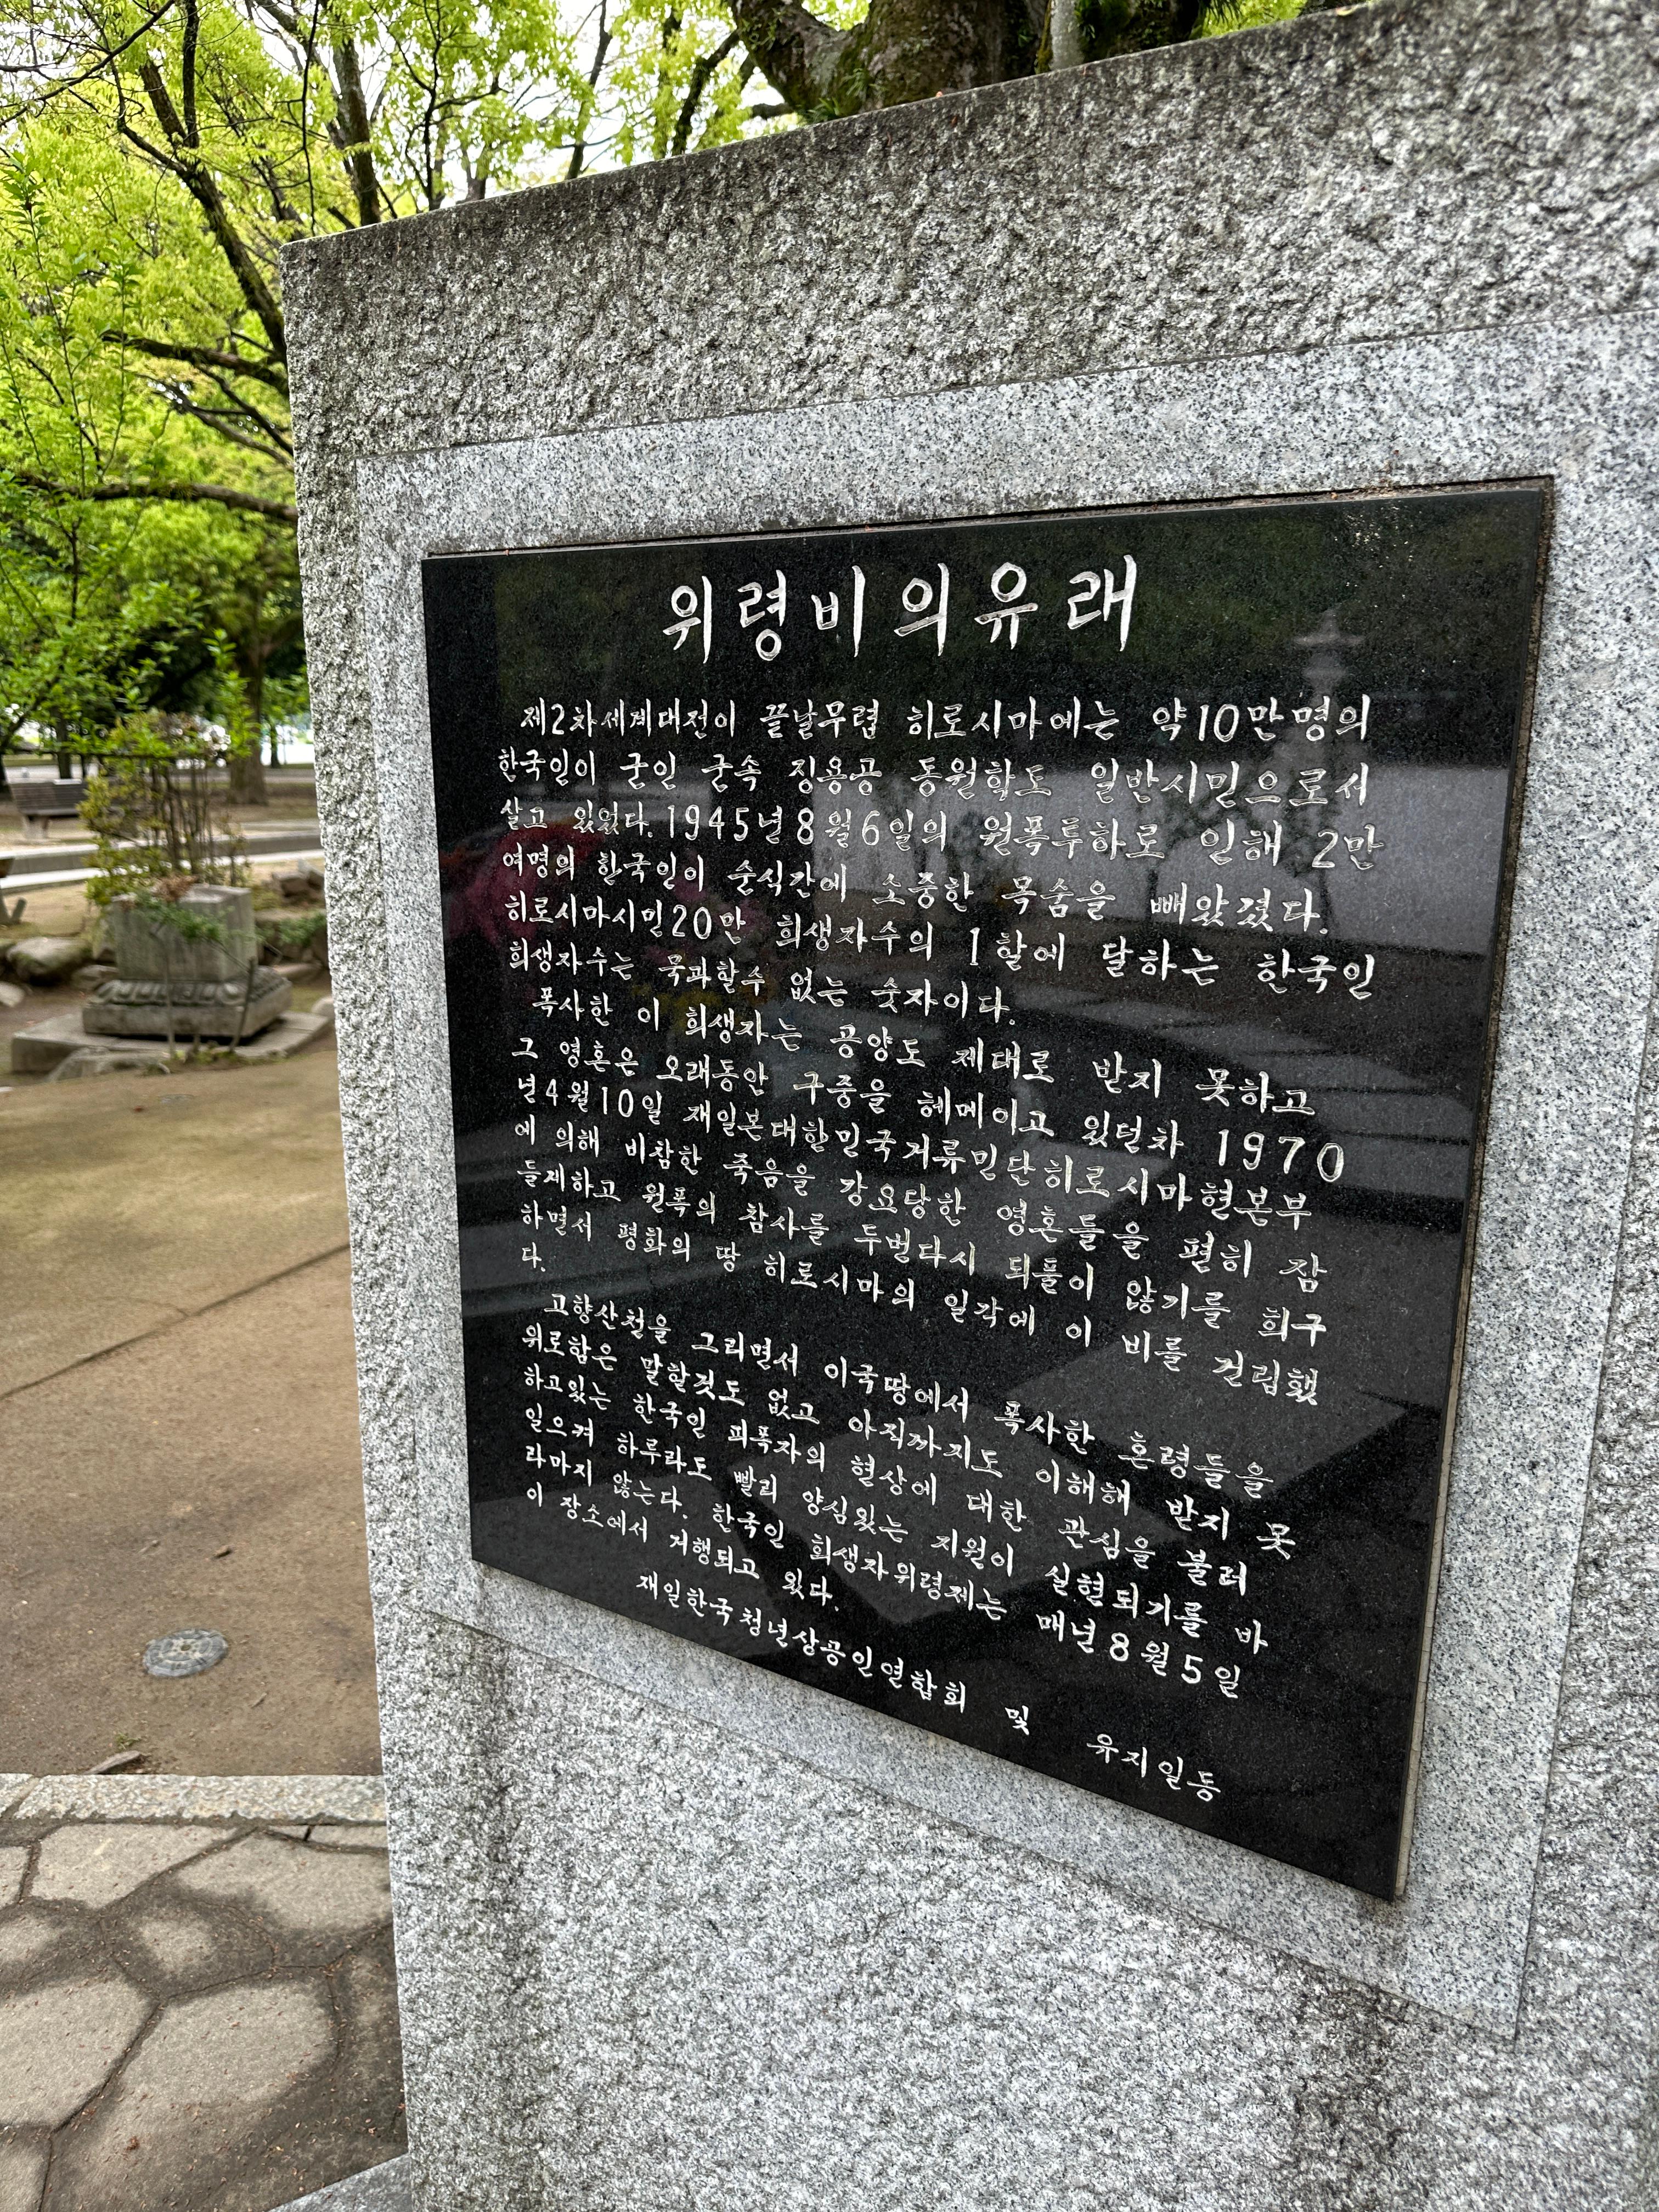 위령비의유래
제2차세계대전이 끝날무렵 히로시마에는 약10만명의
한국인이 군인 군속 징용공 동원학도 일반시민으로서
살고 있었다. 1945년8월6일의 원폭투하로 인해 2만
여명의 한국인이 순식간에 소중한 목숨을 빼앗겼다.
히로시마시민20만 희생자수의 1할에 달하는 한국인
희생자수는 묵과할수 없는 숫자이다.
폭사한 이 희생자는 공양도 제대로 받지 못하고
그 영혼은 오래동안 구중을 헤메이고 있던차 1970
년4월10일 재일본대한민국거류민단히로시마현본부
에 의해 비참한 죽음을 강요당한 영혼들을 편히 잠
들게하고 원폭의 참사를 두번다시 되풀이 않기를 희구
하면서 평화의 땅 히로시마의 일각에 이 비를 건립했
다.
고향산철을 그리면서 이국땅에서 폭사한 혼령들을
위로함은 말할것도 없고 아직까지도 이해해 받지 못
하고있는 한국인 피폭자의 현상에 대한 관심을 불러
일으켜 하루라도 빨리 양심있는 지원이 실현되기를 바
라마지 않는다. 한국인 희생자위령제는 매년8월5일
이 장소에서 거행되고 있다.
재일한국청년상공인연합회 및 유지일동